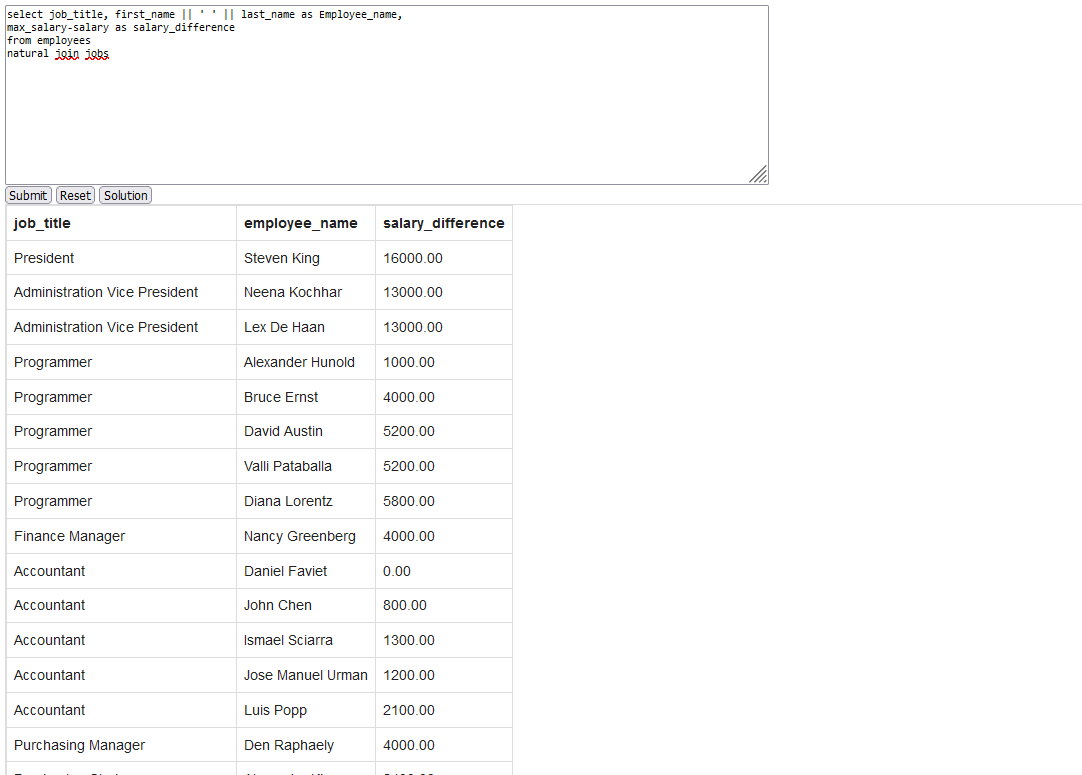 select job_title, first_name || ' ' || last_name as Employee_name,
max_salary-salary as salary_difference
from employees
natural join jobs
Submit Reset Solution
job_title employee_name salary_difference
President Steven King 16000.00
Administration Vice President Neena Kochhar 13000.00
Administration Vice President Lex De Haan 13000.00
Programmer Alexander Hunold 1000.00
Programmer Bruce Ernst 4000.00
Programmer David Austin 5200.00
Programmer Valli Pataballa 5200.00
Programmer Diana Lorentz 5800.00
Finance Manager Nancy Greenberg 4000.00
Accountant Daniel Faviet 0.00
Accountant John Chen 800.00
Accountant Ismael Sciarra 1300.00
Accountant Jose Manuel Urman 1200.00
Accountant Luis Popp 2100.00
Purchasing Manager Den Raphaely 4000.00